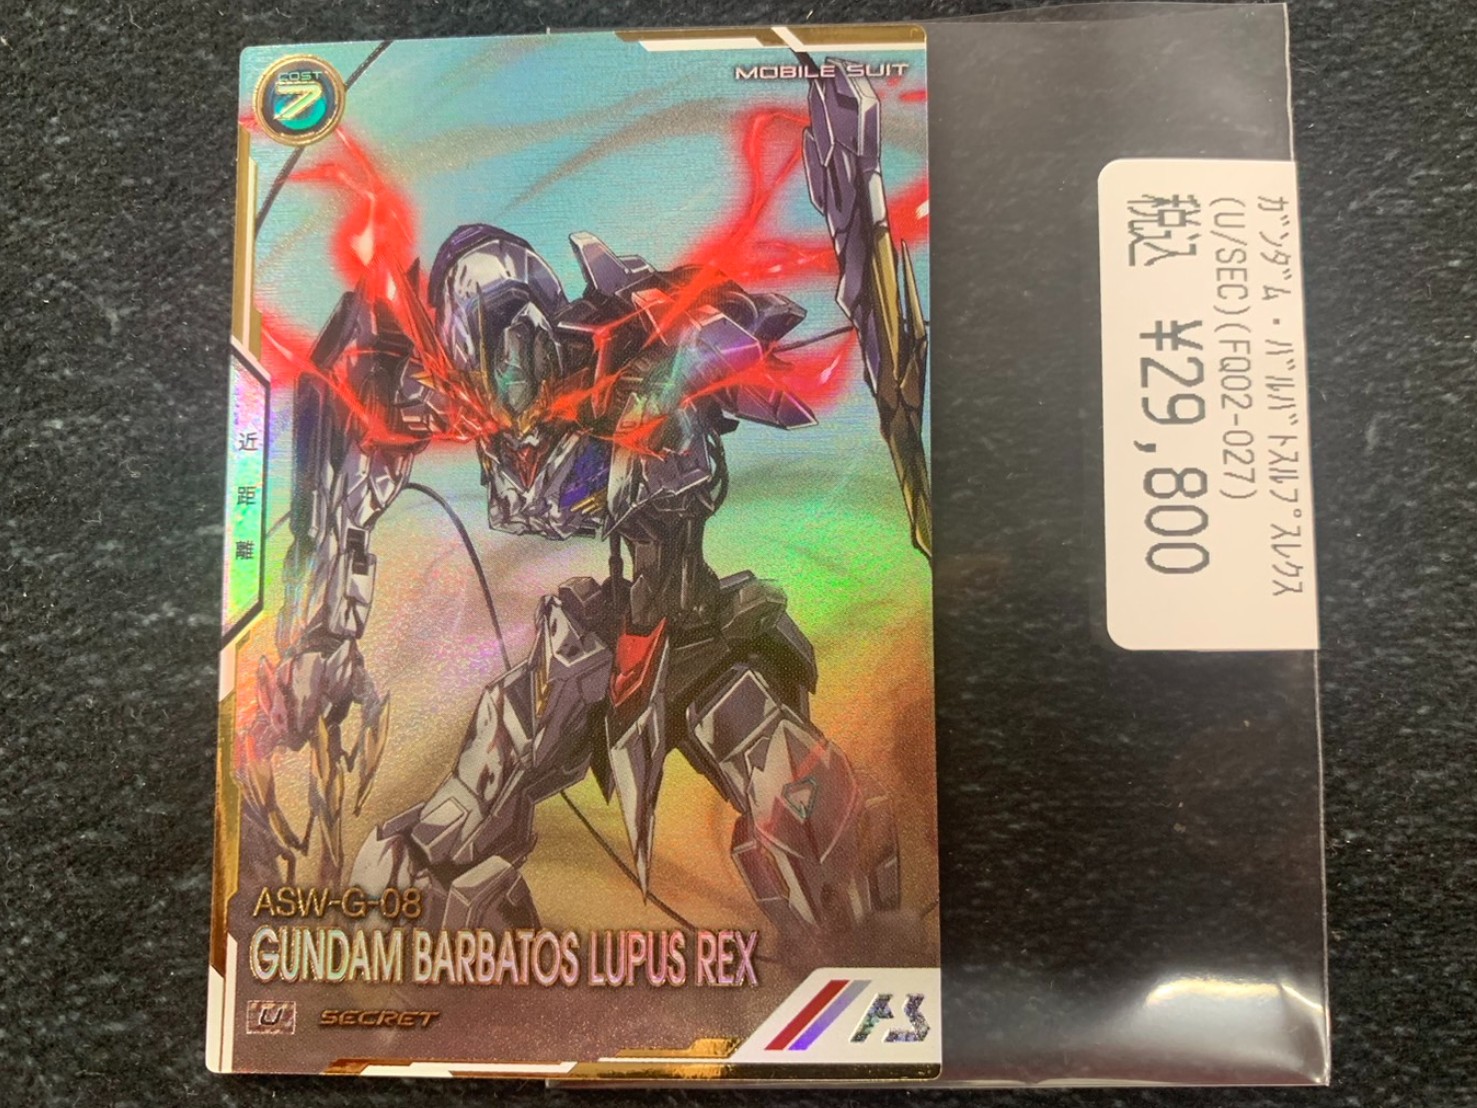 COST
7
MOBILE SUIT
近距離
ASW-G-08
GUNDAM BARBATOS LUPUS REX
U SECRET
AS
ｶﾞﾝﾀﾞﾑ・ﾊﾞﾙﾊﾞﾄｽﾙﾌﾟｽﾚｸｽ
(U/SEC)(FQ02-027)
税込 ¥29,800